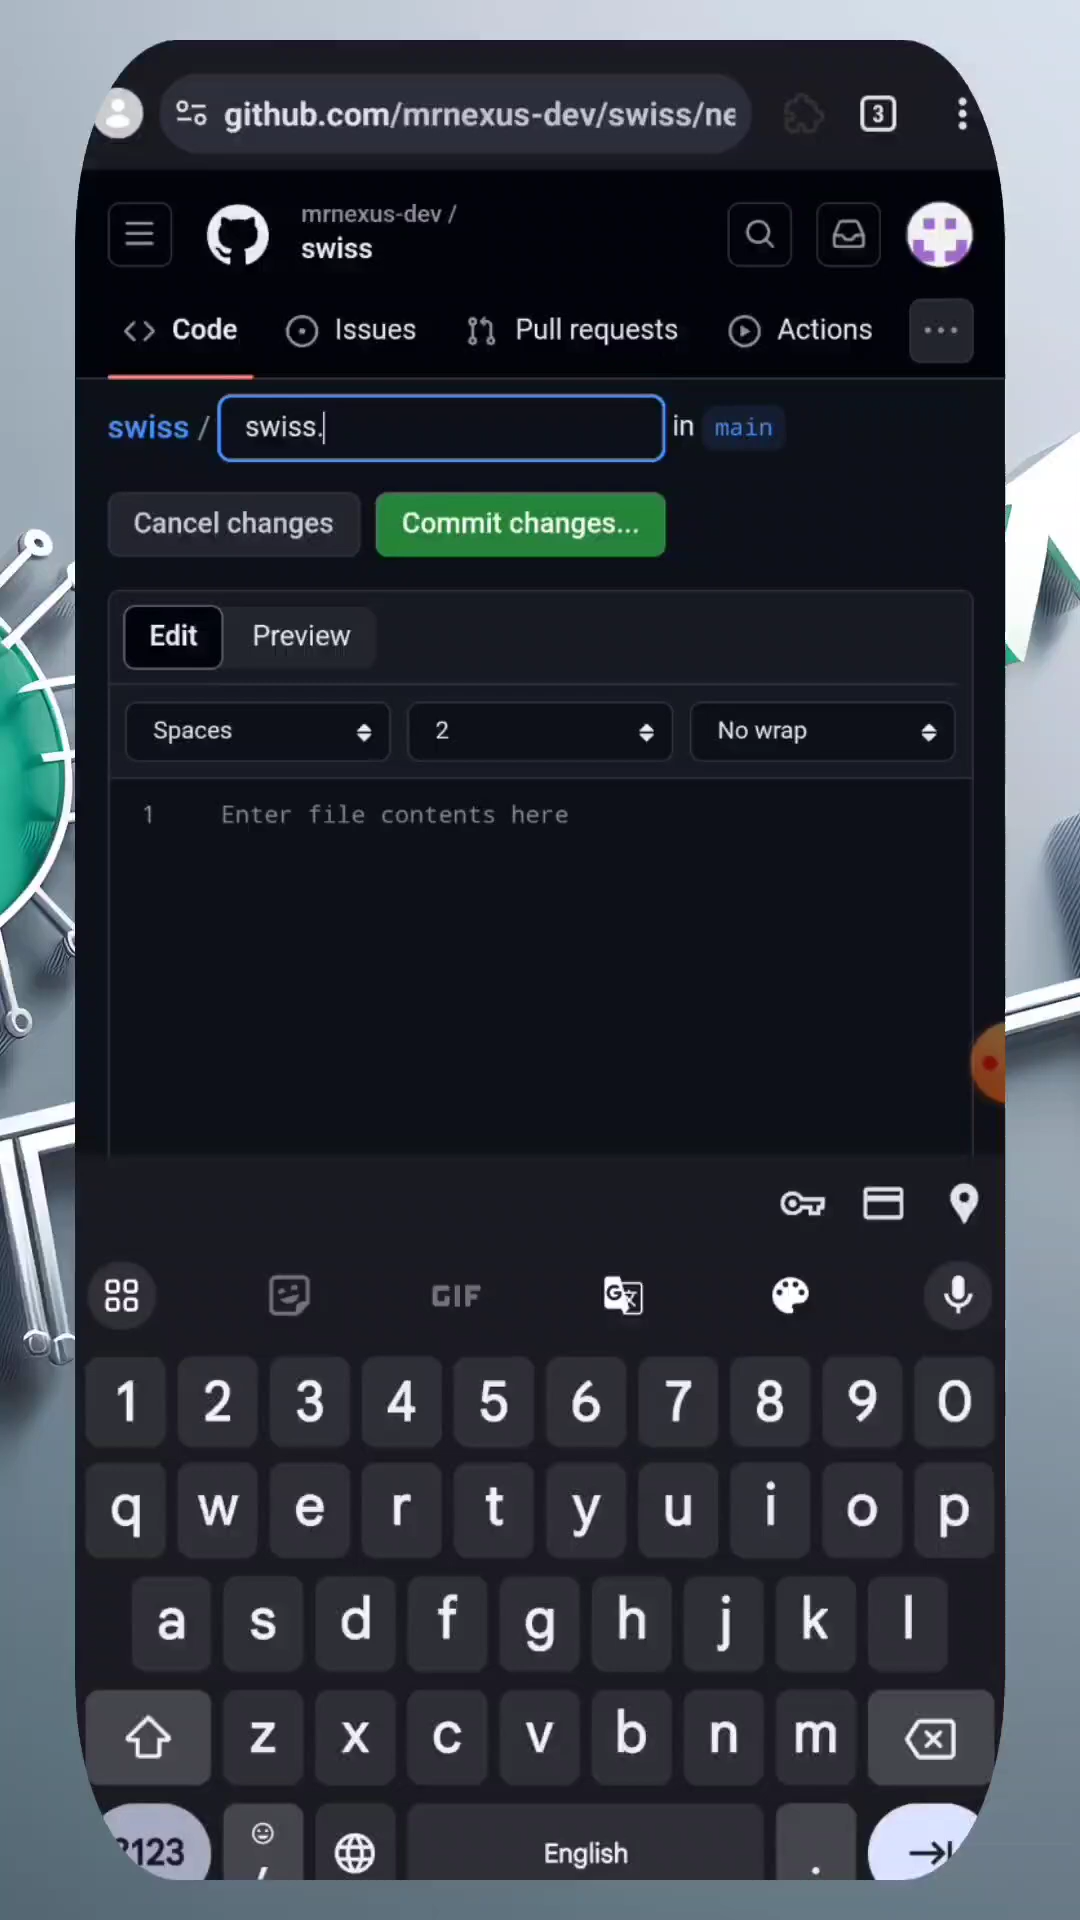 github.com/mrnexus-dev/swiss/ne
3
mrnexus-dev /
swiss
Code
Issues
Pull requests
Actions
swiss / swiss. in main
Cancel changes
Commit changes...
Edit
Preview
Spaces
2
No wrap
1
Enter file contents here
GIF
1 2 3 4 5 6 7 8 9 0
q w e r t y u i o p
a s d f g h j k l
z x c v b n m
?123
,
English
.